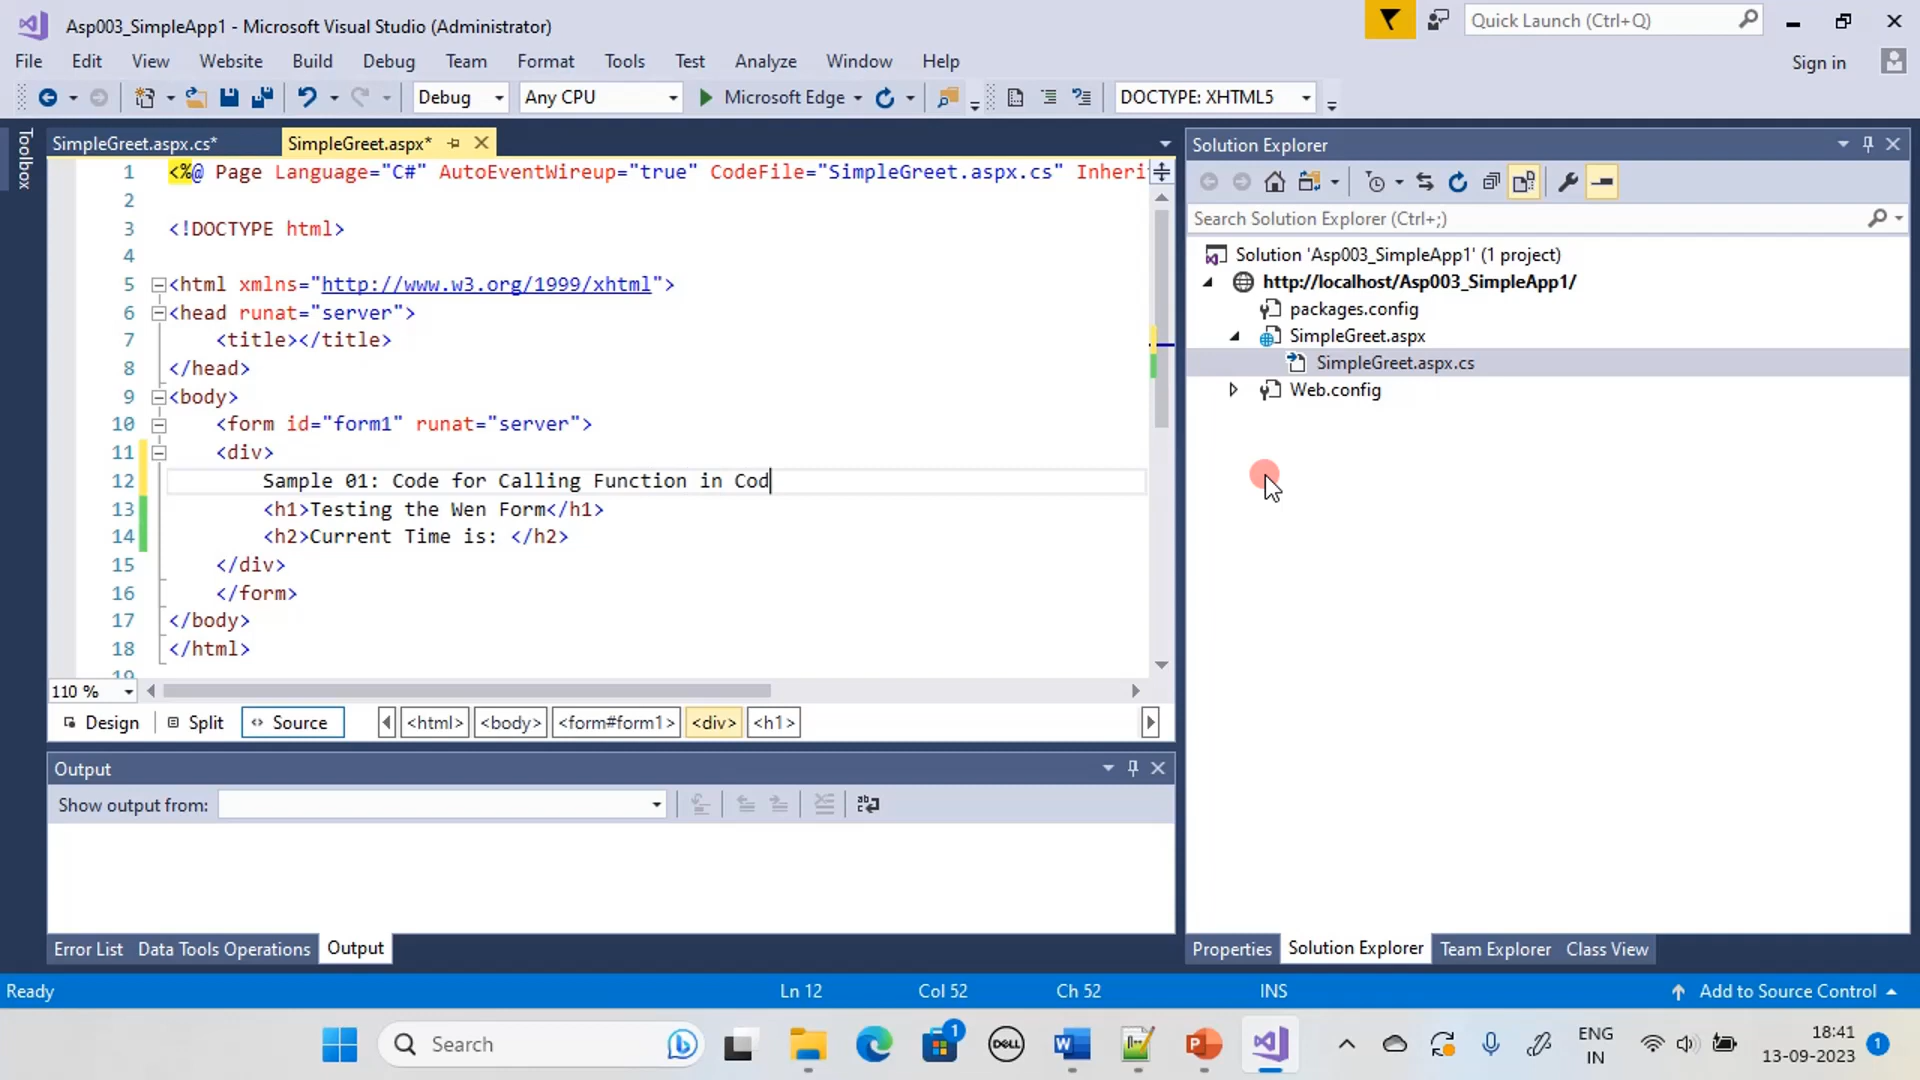 Asp003_SimpleApp1 - Microsoft Visual Studio (Administrator)
Quick Launch (Ctrl+Q)
File Edit View Website Build Debug Team Format Tools Test Analyze Window Help
Sign in
Debug Any CPU Microsoft Edge DOCTYPE: XHTML5
Toolbox
SimpleGreet.aspx.cs* SimpleGreet.aspx*
1 <%@ Page Language="C#" AutoEventWireup="true" CodeFile="SimpleGreet.aspx.cs" Inheri
2
3 <!DOCTYPE html>
4
5 <html xmlns="http://www.w3.org/1999/xhtml">
6 <head runat="server">
7 <title></title>
8 </head>
9 <body>
10 <form id="form1" runat="server">
11 <div>
12 Sample 01: Code for Calling Function in Cod
13 <h1>Testing the Wen Form</h1>
14 <h2>Current Time is: </h2>
15 </div>
16 </form>
17 </body>
18 </html>
19
110 %
Design Split Source <html> <body> <form#form1> <div> <h1>
Output
Show output from:
Error List Data Tools Operations Output
Solution Explorer
Search Solution Explorer (Ctrl+;)
Solution 'Asp003_SimpleApp1' (1 project)
http://localhost/Asp003_SimpleApp1/
packages.config
SimpleGreet.aspx
SimpleGreet.aspx.cs
Web.config
Properties Solution Explorer Team Explorer Class View
Ready Ln 12 Col 52 Ch 52 INS Add to Source Control
Search
1
DELL
ENG
IN
18:41
13-09-2023
1